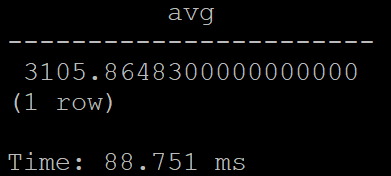 avg
-----------------------
3105.8648300000000000
(1 row)
Time: 88.751 ms